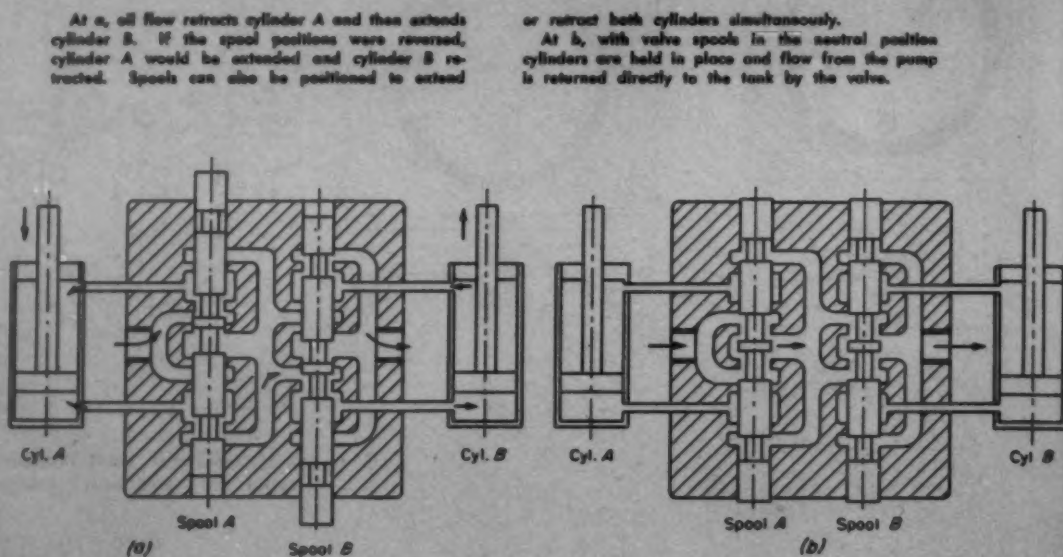 At a, oil flow retracts cylinder A and then extends
cylinder B. If the spool positions were reversed,
cylinder A would be extended and cylinder B re-
tracted. Spools can also be positioned to extend
or retract both cylinders simultaneously.
At b, with valve spools in the neutral position
cylinders are held in place and flow from the pump
is returned directly to the tank by the valve.
Cyl. A
Spool A
(a)
Spool B
Cyl. B
Cyl. A
Spool A
Spool B
(b)
Cyl B